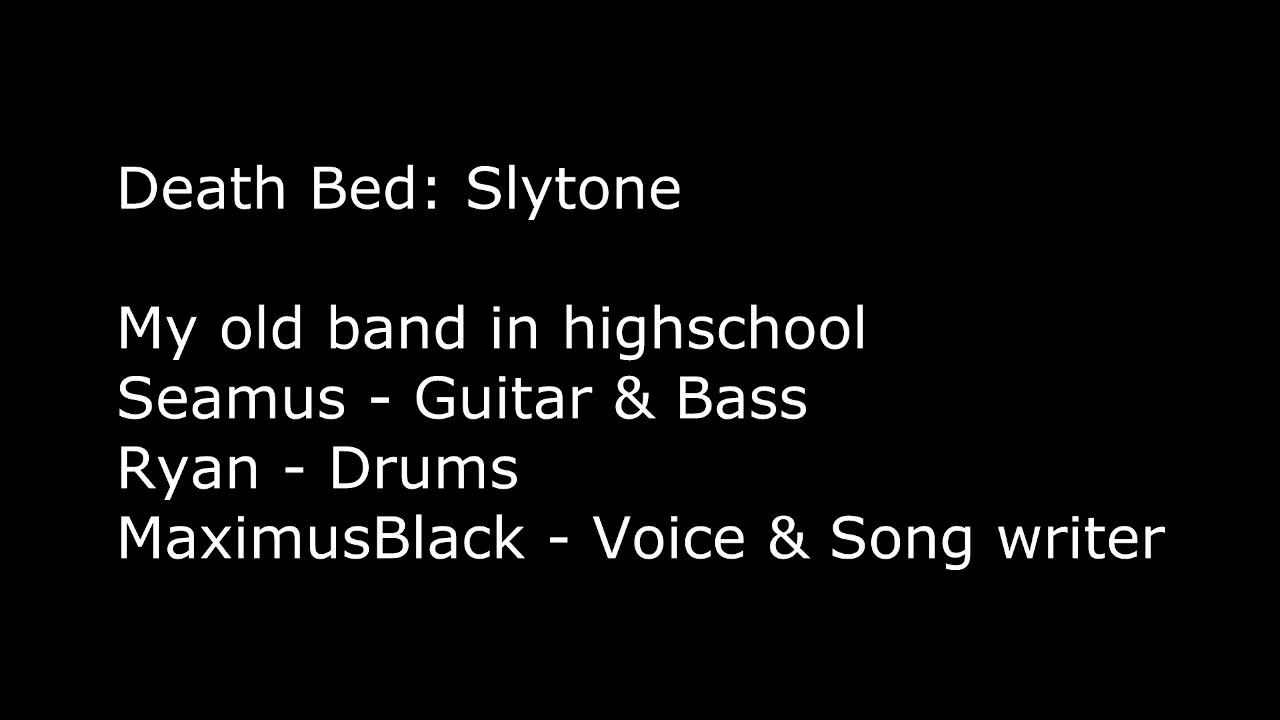 Death Bed: Slytone
My old band in highschool
Seamus - Guitar & Bass
Ryan - Drums
MaximusBlack - Voice & Song writer